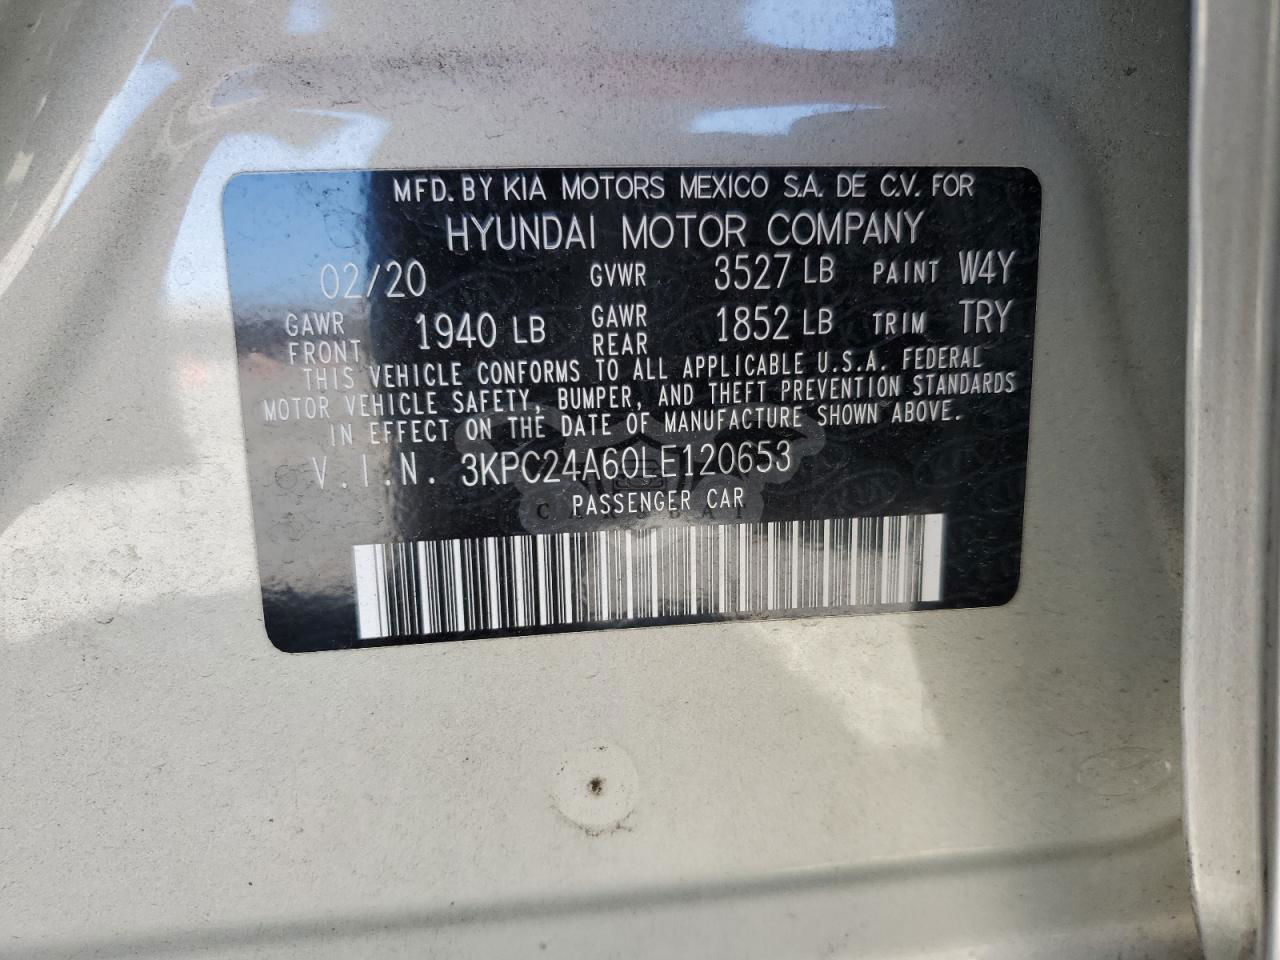 MFD. BY KIA MOTORS MEXICO S.A. DE C.V. FOR
HYUNDAI MOTOR COMPANY
02/20 GVWR 3527 LB PAINT W4Y
GAWR FRONT 1940 LB GAWR REAR 1852 LB TRIM TRY
THIS VEHICLE CONFORMS TO ALL APPLICABLE U.S.A. FEDERAL
MOTOR VEHICLE SAFETY, BUMPER, AND THEFT PREVENTION STANDARDS
IN EFFECT ON THE DATE OF MANUFACTURE SHOWN ABOVE.
V.I.N. 3KPC24A60LE120653
PASSENGER CAR